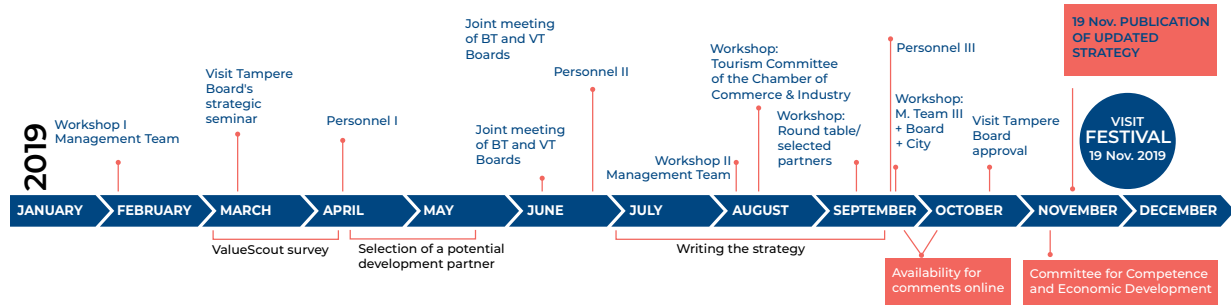 2019
Workshop I
Management Team
Visit Tampere
Board's
strategic
seminar
Personnel I
Joint meeting
of BT and VT
Boards
Joint meeting
of BT and VT
Boards
Personnel II
Workshop II
Management Team
Workshop:
Tourism Committee
of the Chamber of
Commerce & Industry
Workshop:
Round table/
selected
partners
Personnel III
Workshop:
M. Team III
+ Board
+ City
Visit Tampere
Board
approval
19 Nov. PUBLICATION
OF UPDATED
STRATEGY
VISIT
FESTIVAL
19 Nov. 2019
JANUARY
FEBRUARY
MARCH
APRIL
MAY
JUNE
JULY
AUGUST
SEPTEMBER
OCTOBER
NOVEMBER
DECEMBER
ValueScout survey
Selection of a potential
development partner
Writing the strategy
Availability for
comments online
Committee for Competence
and Economic Development